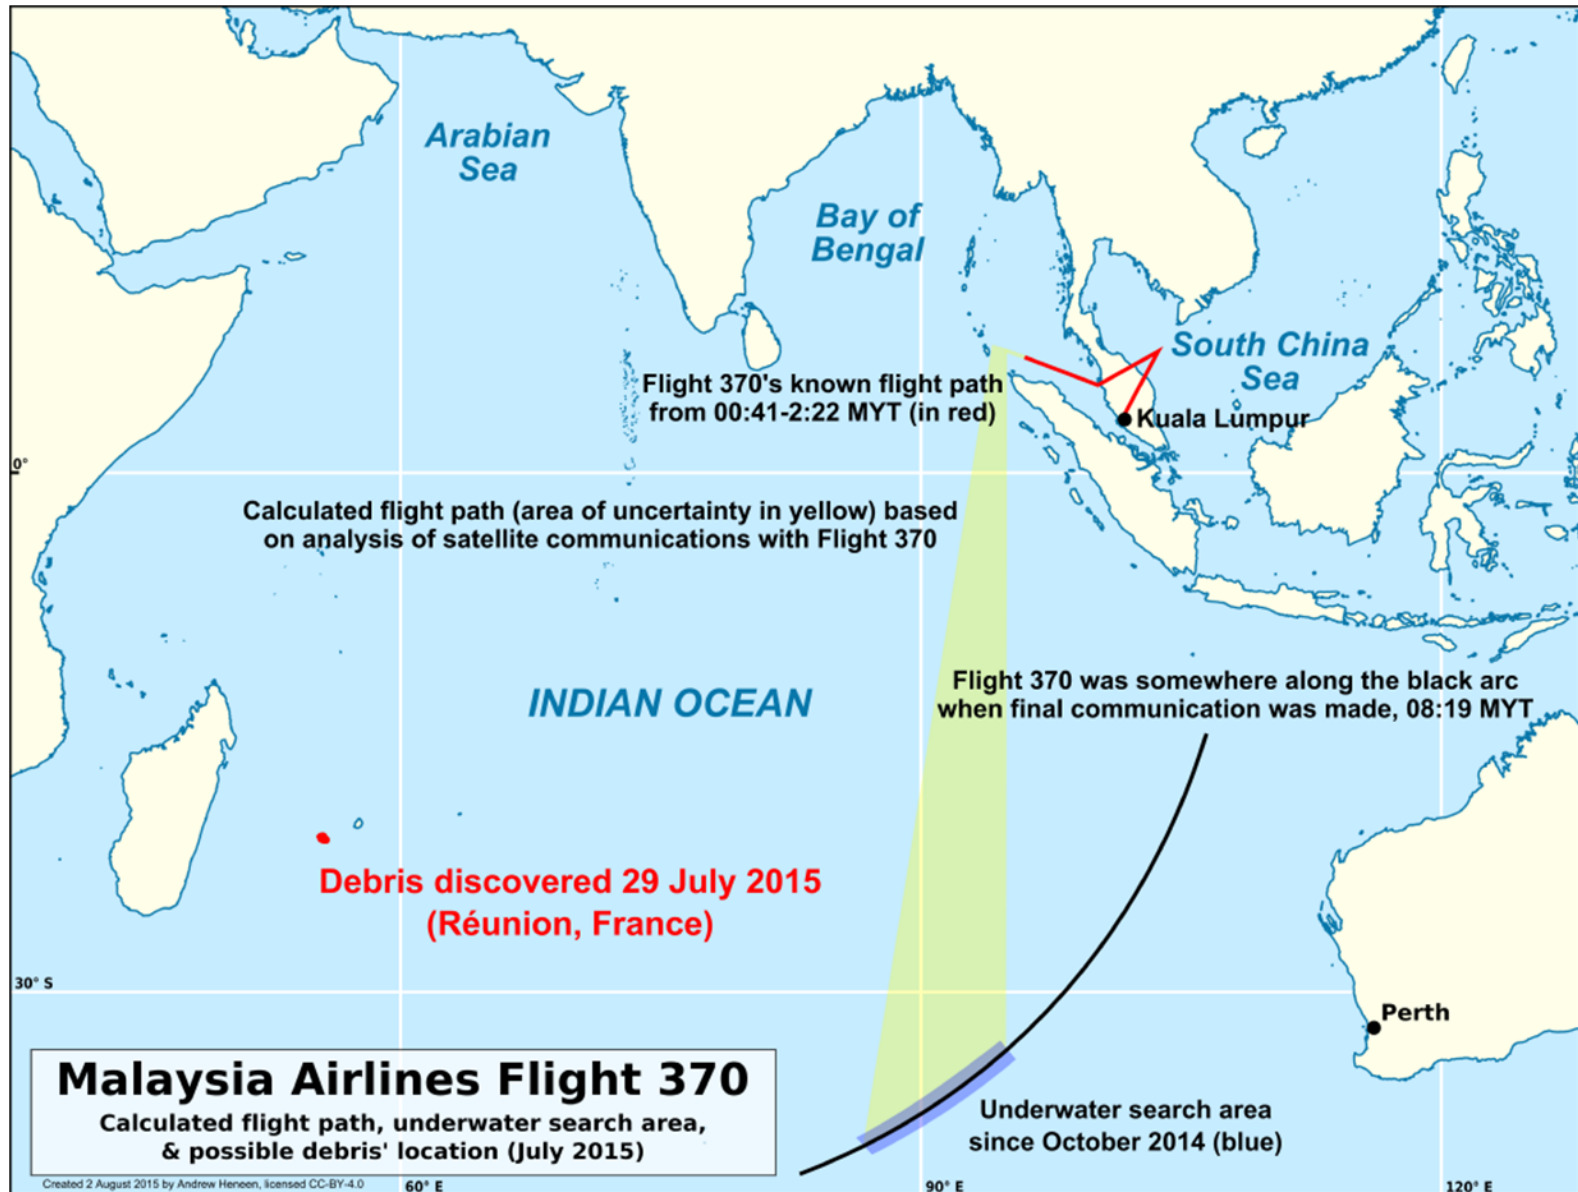 Arabian
Sea
Bay of
Bengal
South China
Sea
Flight 370's known flight path
from 00:41-2:22 MYT (in red)
Kuala Lumpur
0°
Calculated flight path (area of uncertainty in yellow) based
on analysis of satellite communications with Flight 370
INDIAN OCEAN
Flight 370 was somewhere along the black arc
when final communication was made, 08:19 MYT
Debris discovered 29 July 2015
(Réunion, France)
30° S
Perth
Malaysia Airlines Flight 370
Calculated flight path, underwater search area,
& possible debris' location (July 2015)
Underwater search area
since October 2014 (blue)
Created 2 August 2015 by Andrew Heneen, licensed CC-BY-4.0
60° E
90° E
120° E